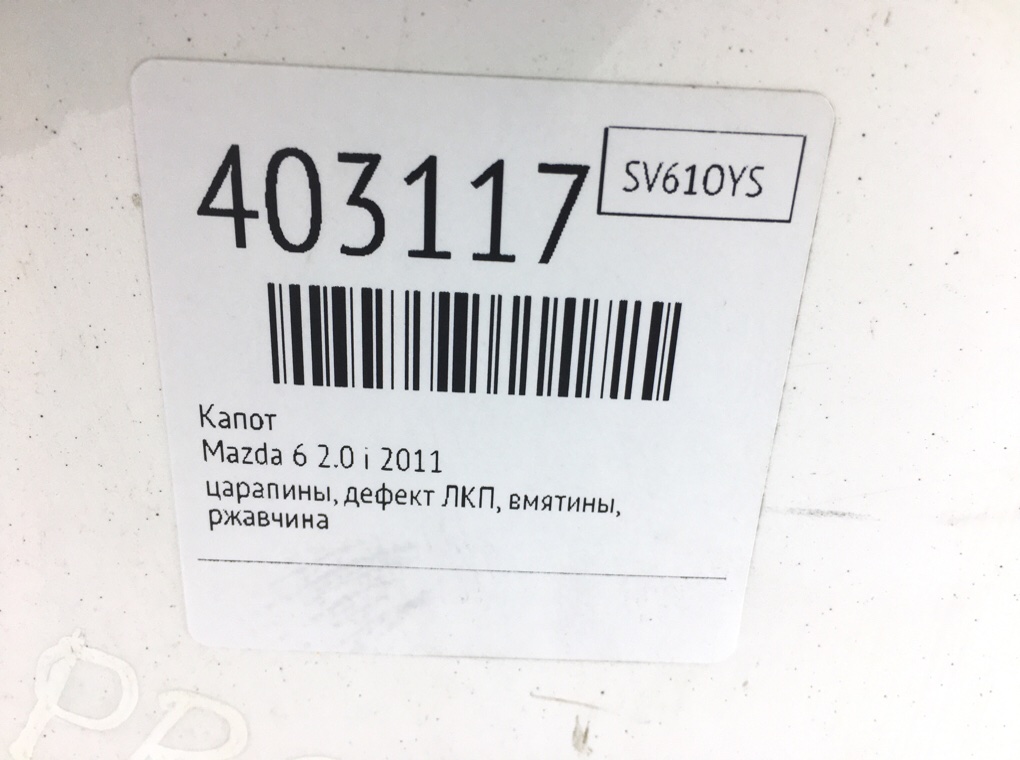 403117
SV610YS
Капот
Mazda 6 2.0 i 2011
царапины, дефект ЛКП, вмятины,
ржавчина